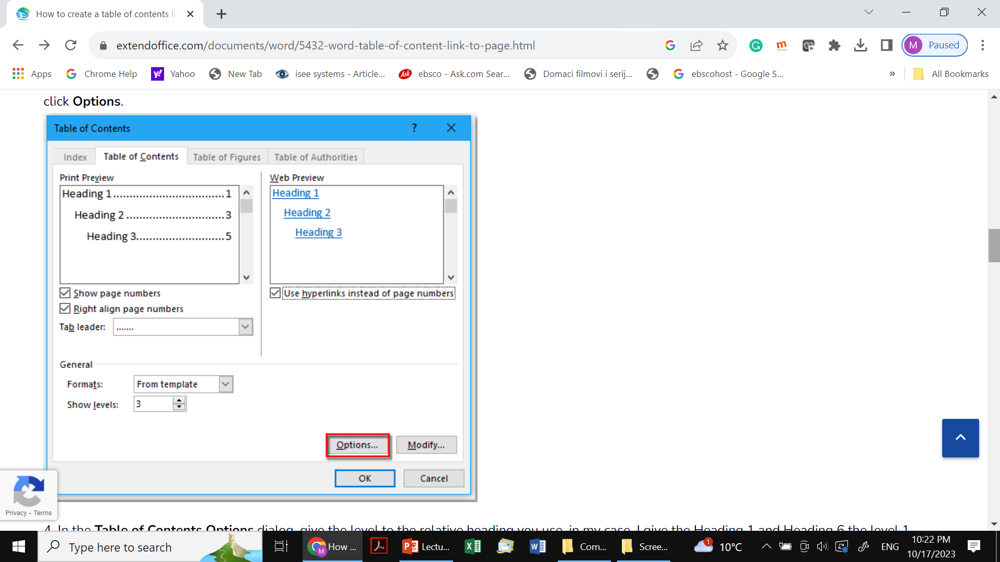 How to create a table of contents li
extendoffice.com/documents/word/5432-word-table-of-content-link-to-page.html
M Paused
Apps Chrome Help Yahoo New Tab isee systems - Article... Ask ebsco - Ask.com Sear... Domaci filmovi i serij... ebscohost - Google S... » All Bookmarks
click Options.
Table of Contents ?
Index Table of Contents Table of Figures Table of Authorities
Print Preview
Heading 1................................1
Heading 2............................3
Heading 3.........................5
Show page numbers
Right align page numbers
Tab leader: .......
Web Preview
Heading 1
Heading 2
Heading 3
Use hyperlinks instead of page numbers
General
Formats: From template
Show levels: 3
Options... Modify...
OK Cancel
Privacy - Terms
4. In the Table of Contents Options dialog, give the level to the relative heading you use, in my case, I give the Heading 1 and Heading 6 the level 1,
Type here to search
How ...
Lectu...
Com...
Scree...
1
10°C
ENG
10:22 PM
10/17/2023